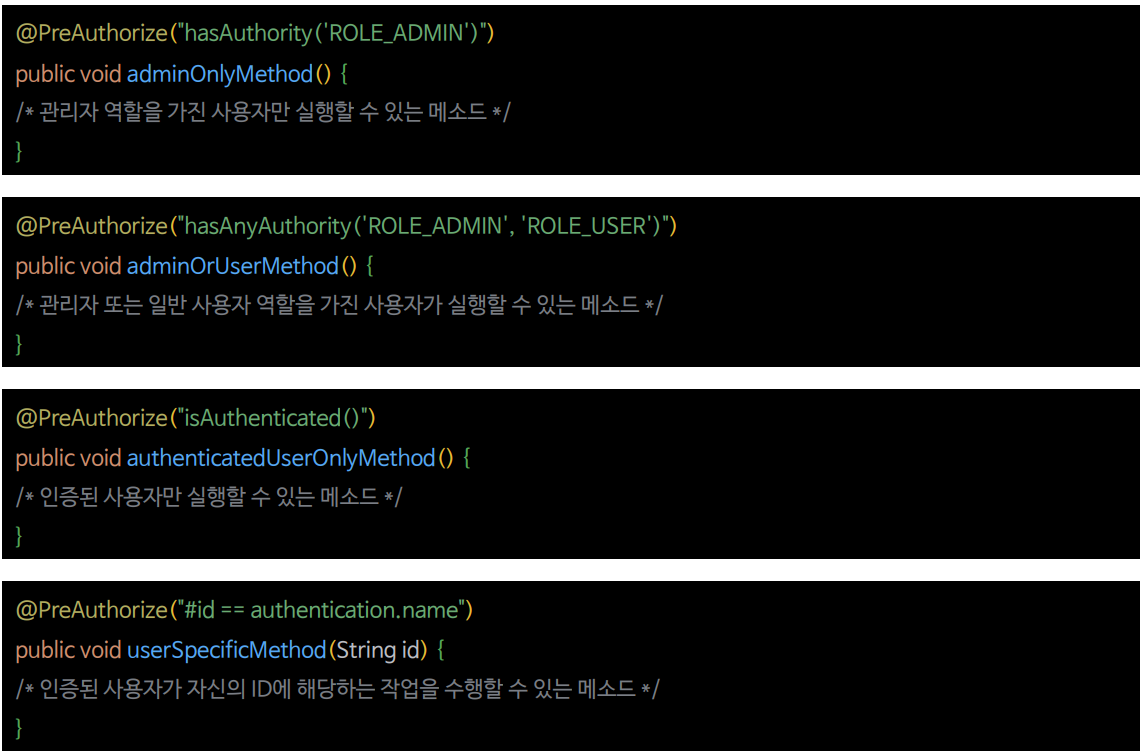 @PreAuthorize("hasAuthority('ROLE_ADMIN')")
public void adminOnlyMethod() {
/* 관리자 역할을 가진 사용자만 실행할 수 있는 메소드 */
}
@PreAuthorize("hasAnyAuthority('ROLE_ADMIN', 'ROLE_USER')")
public void adminOrUserMethod() {
/* 관리자 또는 일반 사용자 역할을 가진 사용자가 실행할 수 있는 메소드 */
}
@PreAuthorize("isAuthenticated()")
public void authenticatedUserOnlyMethod() {
/* 인증된 사용자만 실행할 수 있는 메소드 */
}
@PreAuthorize("#id == authentication.name")
public void userSpecificMethod(String id) {
/* 인증된 사용자가 자신의 ID에 해당하는 작업을 수행할 수 있는 메소드 */
}